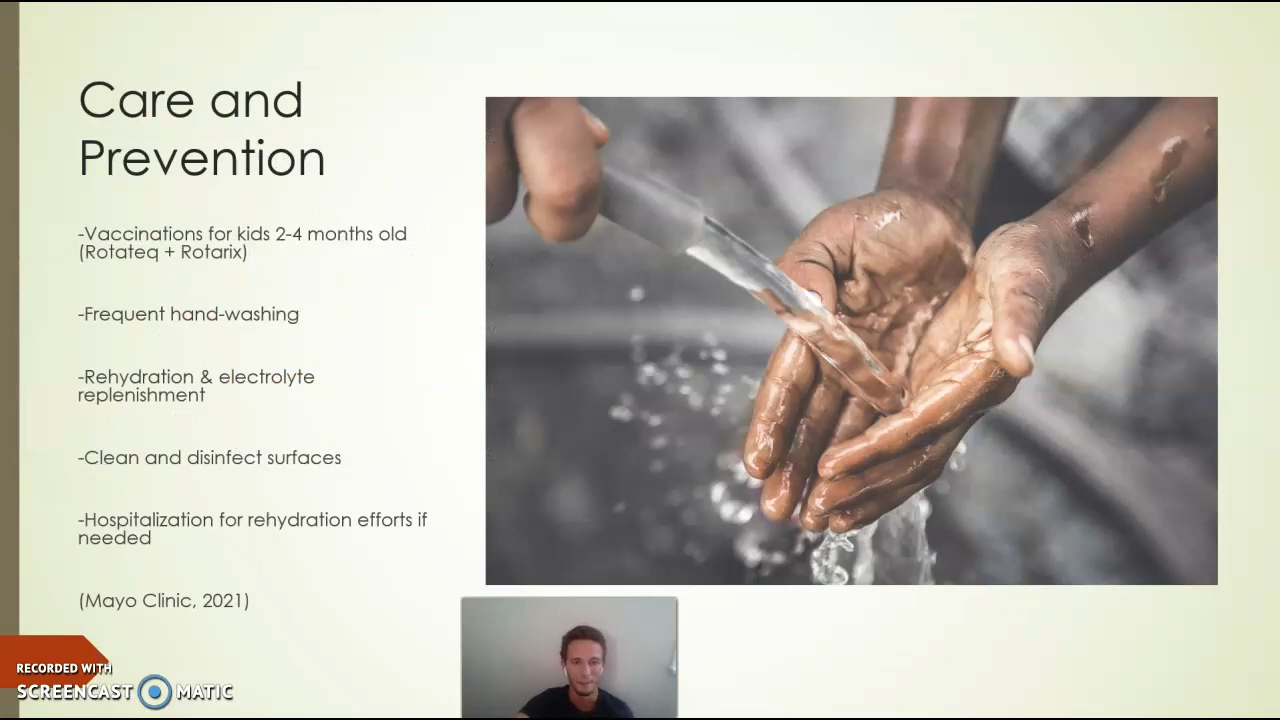 Care and
Prevention
-Vaccinations for kids 2-4 months old
(Rotateq + Rotarix)
-Frequent hand-washing
-Rehydration & electrolyte
replenishment
-Clean and disinfect surfaces
-Hospitalization for rehydration efforts if
needed
(Mayo Clinic, 2021)
RECORDED WITH
SCREENCAST MATIC